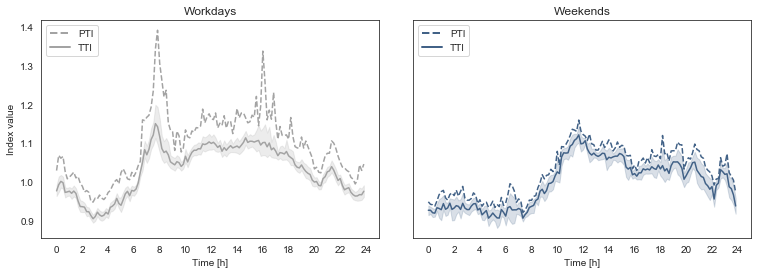 Workdays
Weekends
PTI
TTI
PTI
TTI
1.4
1.3
1.2
1.1
1.0
0.9
Index value
0 2 4 6 8 10 12 14 16 18 20 22 24
0 2 4 6 8 10 12 14 16 18 20 22 24
Time [h]
Time [h]